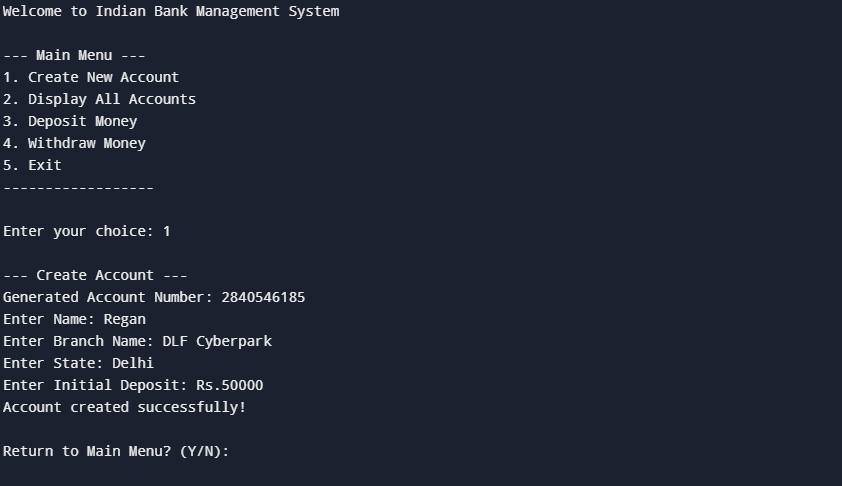 Welcome to Indian Bank Management System
--- Main Menu ---
1. Create New Account
2. Display All Accounts
3. Deposit Money
4. Withdraw Money
5. Exit
------------------
Enter your choice: 1
--- Create Account ---
Generated Account Number: 2840546185
Enter Name: Regan
Enter Branch Name: DLF Cyberpark
Enter State: Delhi
Enter Initial Deposit: Rs.50000
Account created successfully!
Return to Main Menu? (Y/N):